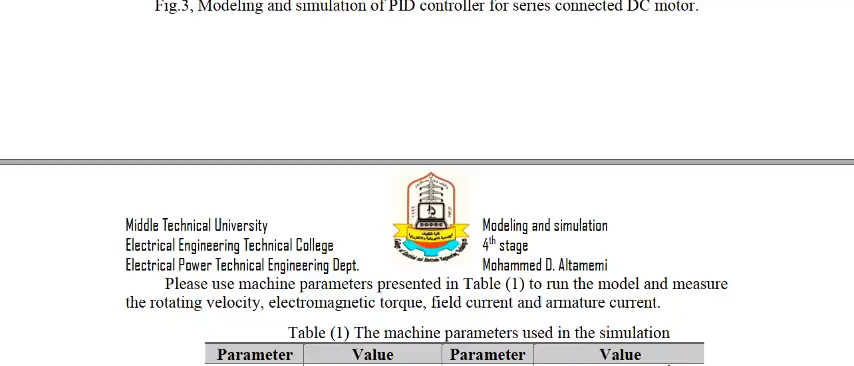 Fig.3, Modeling and simulation of PID controller for series connected DC motor.
Middle Technical University
Electrical Engineering Technical College
Electrical Power Technical Engineering Dept.
Modeling and simulation
4th stage
Mohammed D. Altamemi
Please use machine parameters presented in Table (1) to run the model and measure
the rotating velocity, electromagnetic torque, field current and armature current.
Table (1) The machine parameters used in the simulation
Parameter Value Parameter Value